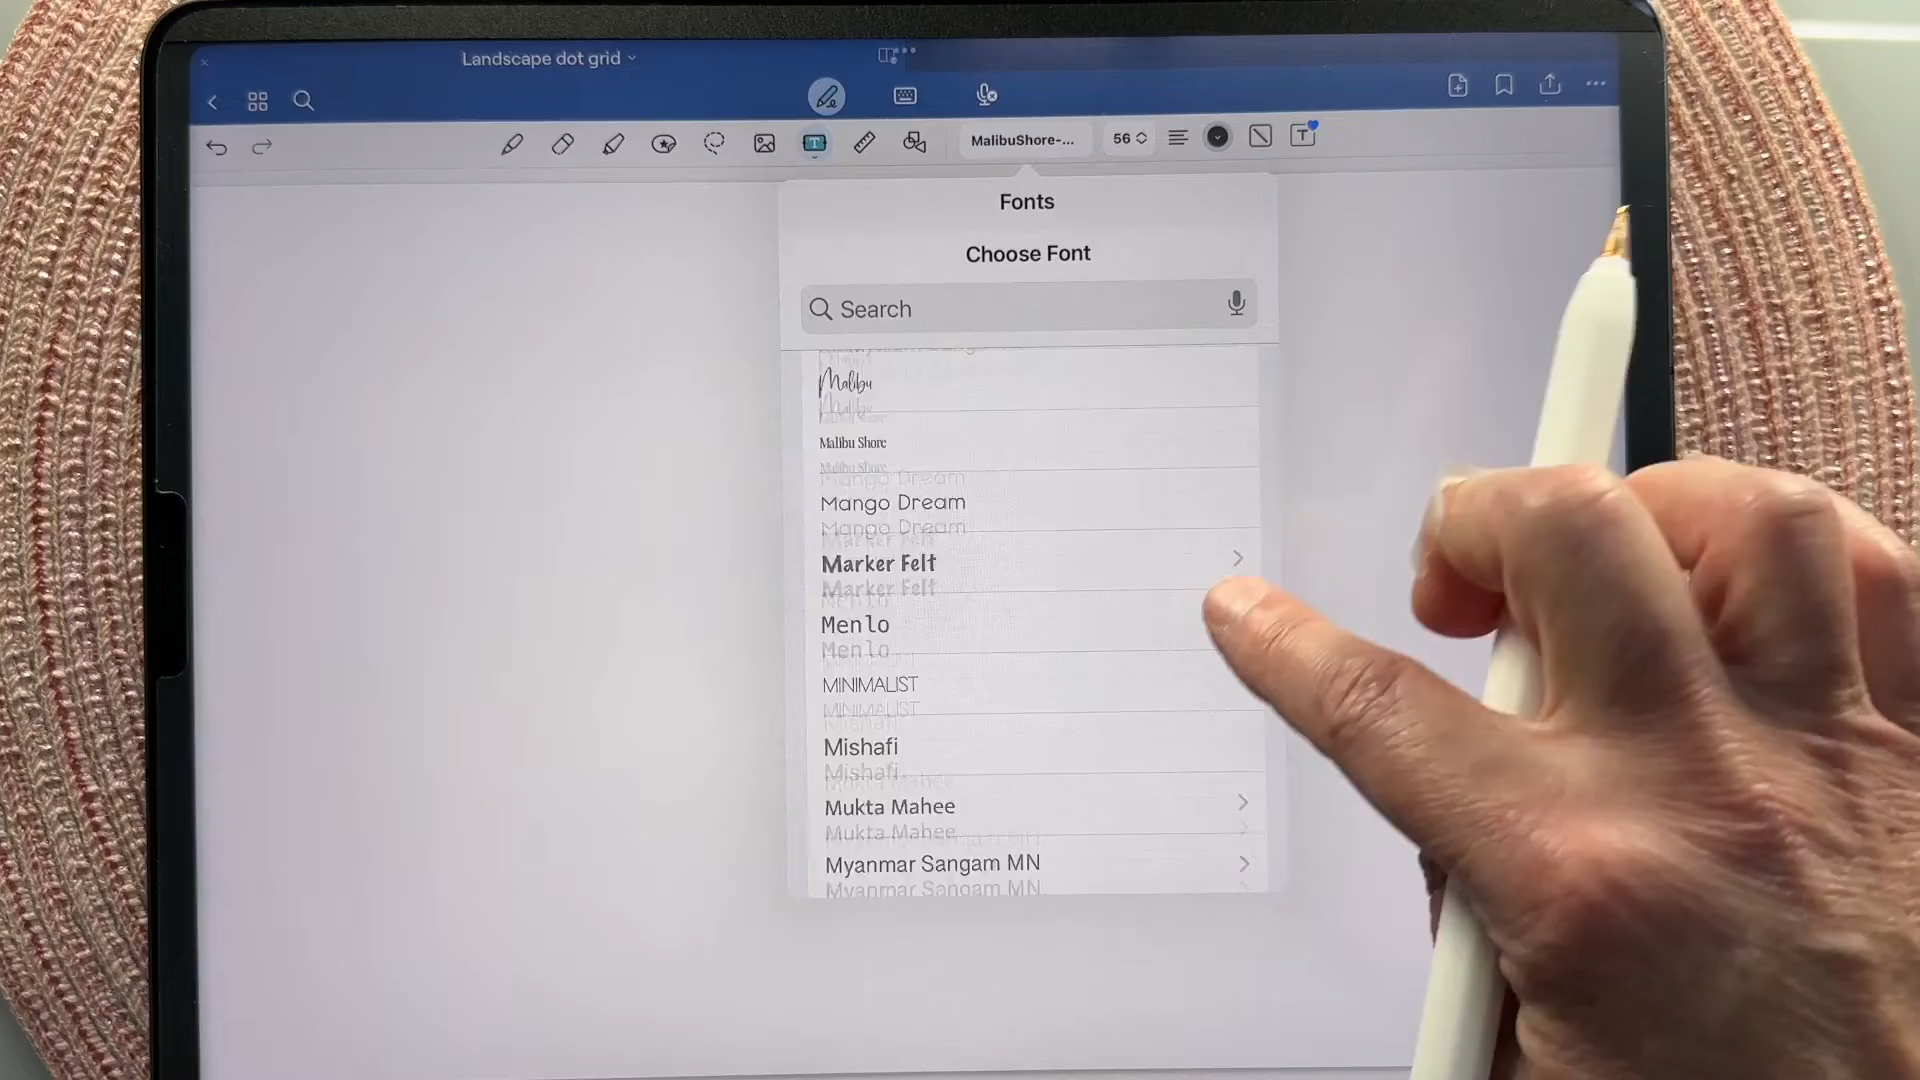 Landscape dot grid
MalibuShore-... 56
Fonts
Choose Font
Search
Malibu
Malibu Shore
Mango Dream
Marker Felt
Menlo
MINIMALIST
Mishafi
Mukta Mahee
Myanmar Sangam MN